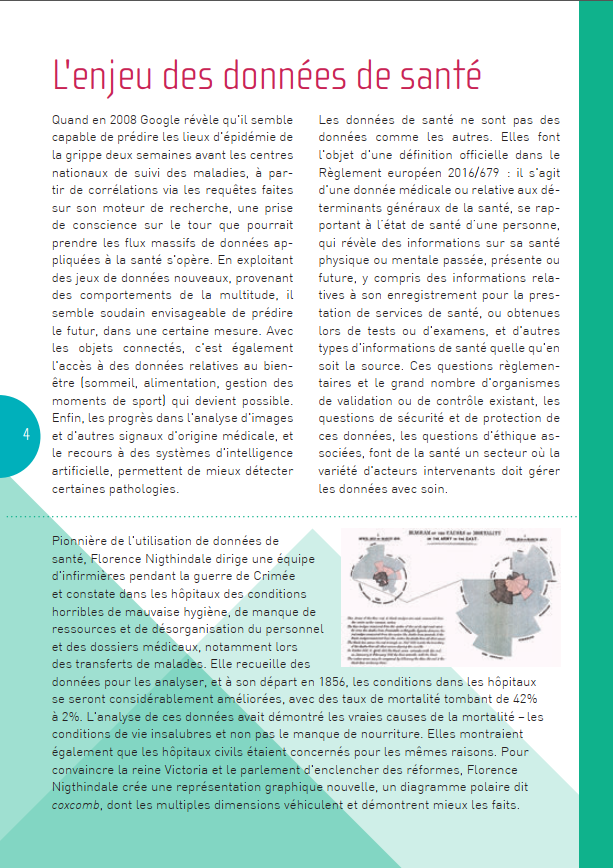 L'enjeu des données de santé
Quand en 2008 Google révèle qu'il semble
capable de prédire les lieux d'épidémie de
la grippe deux semaines avant les centres
nationaux de suivi des maladies, à par-
tir de corrélations via les requêtes faites
sur son moteur de recherche, une prise
de conscience sur le tour que pourrait
prendre les flux massifs de données ap-
pliquées à la santé s'opère. En exploitant
des jeux de données nouveaux, provenant
des comportements de la multitude, il
semble soudain envisageable de prédire
le futur, dans une certaine mesure. Avec
les objets connectés, c'est également
l'accès à des données relatives au bien-
être (sommeil, alimentation, gestion des
moments de sport) qui devient possible.
Enfin, les progrès dans l'analyse d'images
et d'autres signaux d'origine médicale, et
le recours à des systèmes d'intelligence
artificielle, permettent de mieux détecter
certaines pathologies.
Les données de santé ne sont pas des
données comme les autres. Elles font
l'objet d'une définition officielle dans le
Règlement européen 2016/679 : il s'agit
d'une donnée médicale ou relative aux dé-
terminants généraux de la santé, se rap-
portant à l'état de santé d'une personne,
qui révèle des informations sur sa santé
physique ou mentale passée, présente ou
future, y compris des informations rela-
tives à son enregistrement pour la pres-
tation de services de santé, ou obtenues
lors de tests ou d'examens, et d'autres
types d'informations de santé quelle qu'en
soit la source. Ces questions règlemen-
taires et le grand nombre d'organismes
de validation ou de contrôle existant, les
questions de sécurité et de protection de
ces données, les questions d'éthique as-
sociées, font de la santé un secteur où la
variété d'acteurs intervenants doit gérer
les données avec soin.
4
Pionnière de l'utilisation de données de
santé, Florence Nigthindale dirige une équipe
d'infirmières pendant la guerre de Crimée
et constate dans les hôpitaux des conditions
horribles de mauvaise hygiène, de manque de
ressources et de désorganisation du personnel
et des dossiers médicaux, notamment lors
des transferts de malades. Elle recueille des
données pour les analyser, et à son départ en 1856, les conditions dans les hôpitaux
se seront considérablement améliorées, avec des taux de mortalité tombant de 42%
à 2%. L'analyse de ces données avait démontré les vraies causes de la mortalité – les
conditions de vie insalubres et non pas le manque de nourriture. Elles montraient
également que les hôpitaux civils étaient concernés pour les mêmes raisons. Pour
convaincre la reine Victoria et le parlement d'enclencher des réformes, Florence
Nigthindale crée une représentation graphique nouvelle, un diagramme polaire dit
coxcomb, dont les multiples dimensions véhiculent et démontrent mieux les faits.
DIAGRAM OF THE CAUSES OF MORTALITY
IN THE ARMY IN THE EAST.